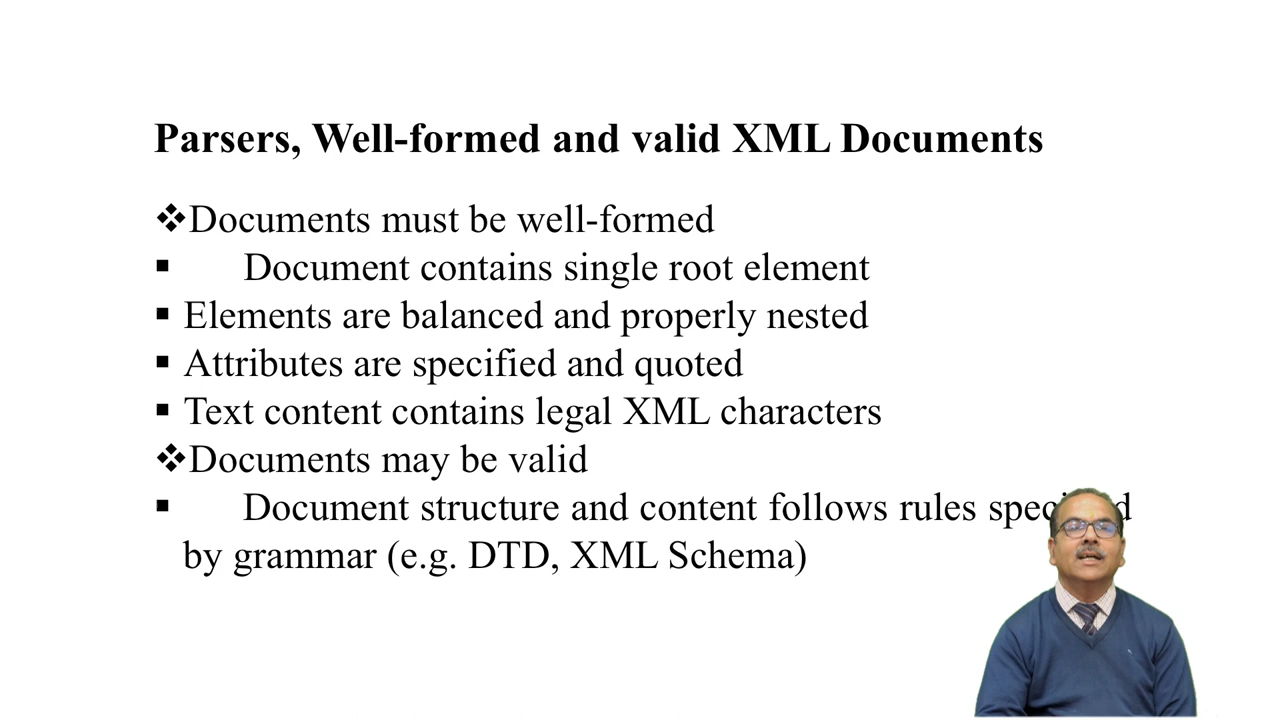 Parsers, Well-formed and valid XML Documents
❖Documents must be well-formed
▪ Document contains single root element
▪ Elements are balanced and properly nested
▪ Attributes are specified and quoted
▪ Text content contains legal XML characters
❖Documents may be valid
▪ Document structure and content follows rules
by grammar (e.g. DTD, XML Schema)